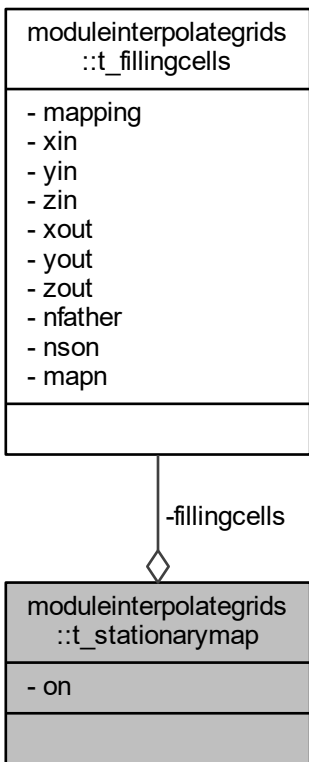 moduleinterpolategrids
::t_fillingcells
- mapping
- xin
- yin
- zin
- xout
- yout
- zout
- nfather
- nson
- mapn
-fillingcells
moduleinterpolategrids
::t_stationarymap
- on